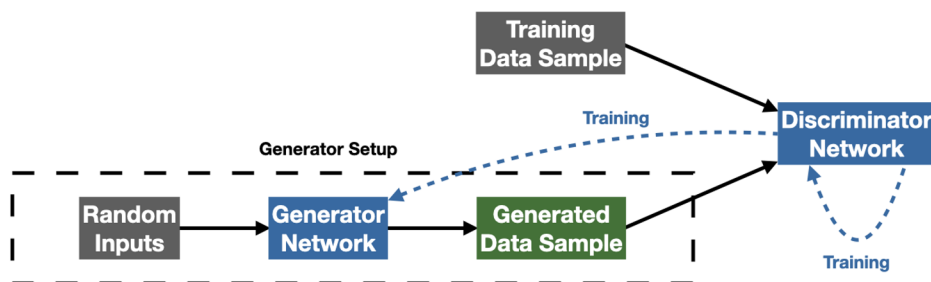 Training
Data Sample
Training
Discriminator
Network
Generator Setup
Random
Inputs
Generator
Network
Generated
Data Sample
Training